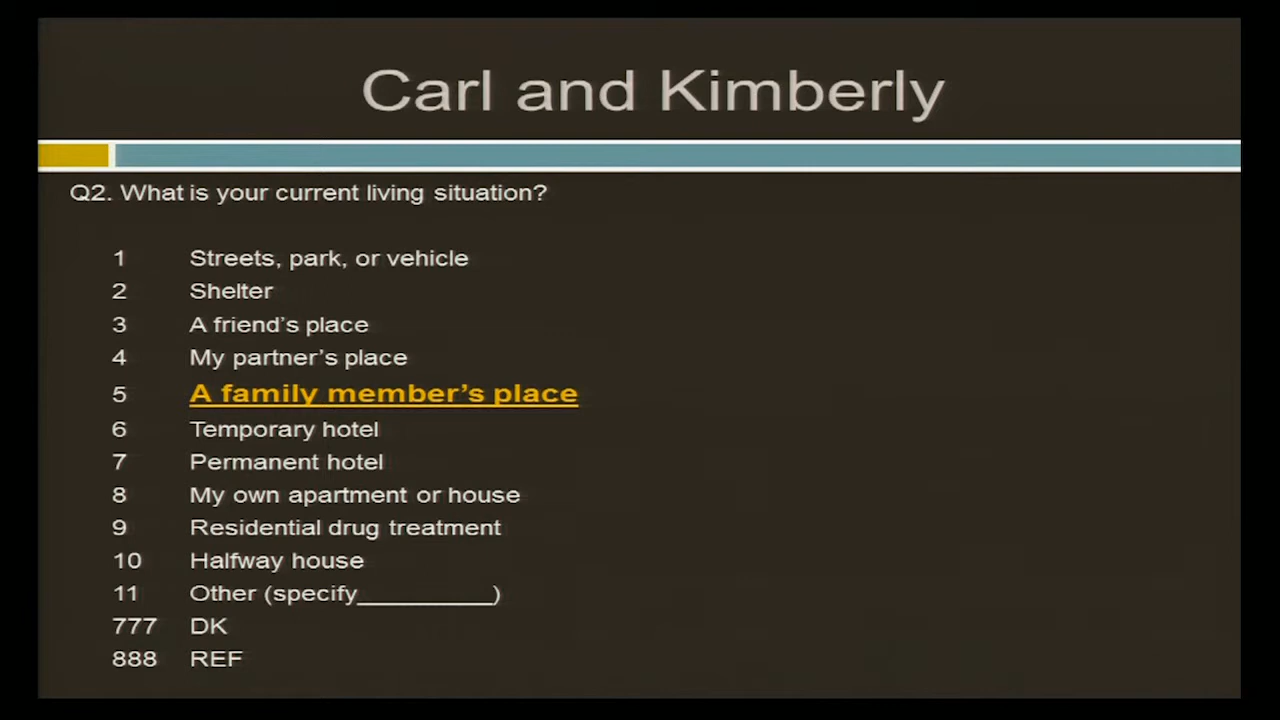 Carl and Kimberly
Q2. What is your current living situation?
1 Streets, park, or vehicle
2 Shelter
3 A friend's place
4 My partner's place
5 A family member's place
6 Temporary hotel
7 Permanent hotel
8 My own apartment or house
9 Residential drug treatment
10 Halfway house
11 Other (specify__________)
777 DK
888 REF